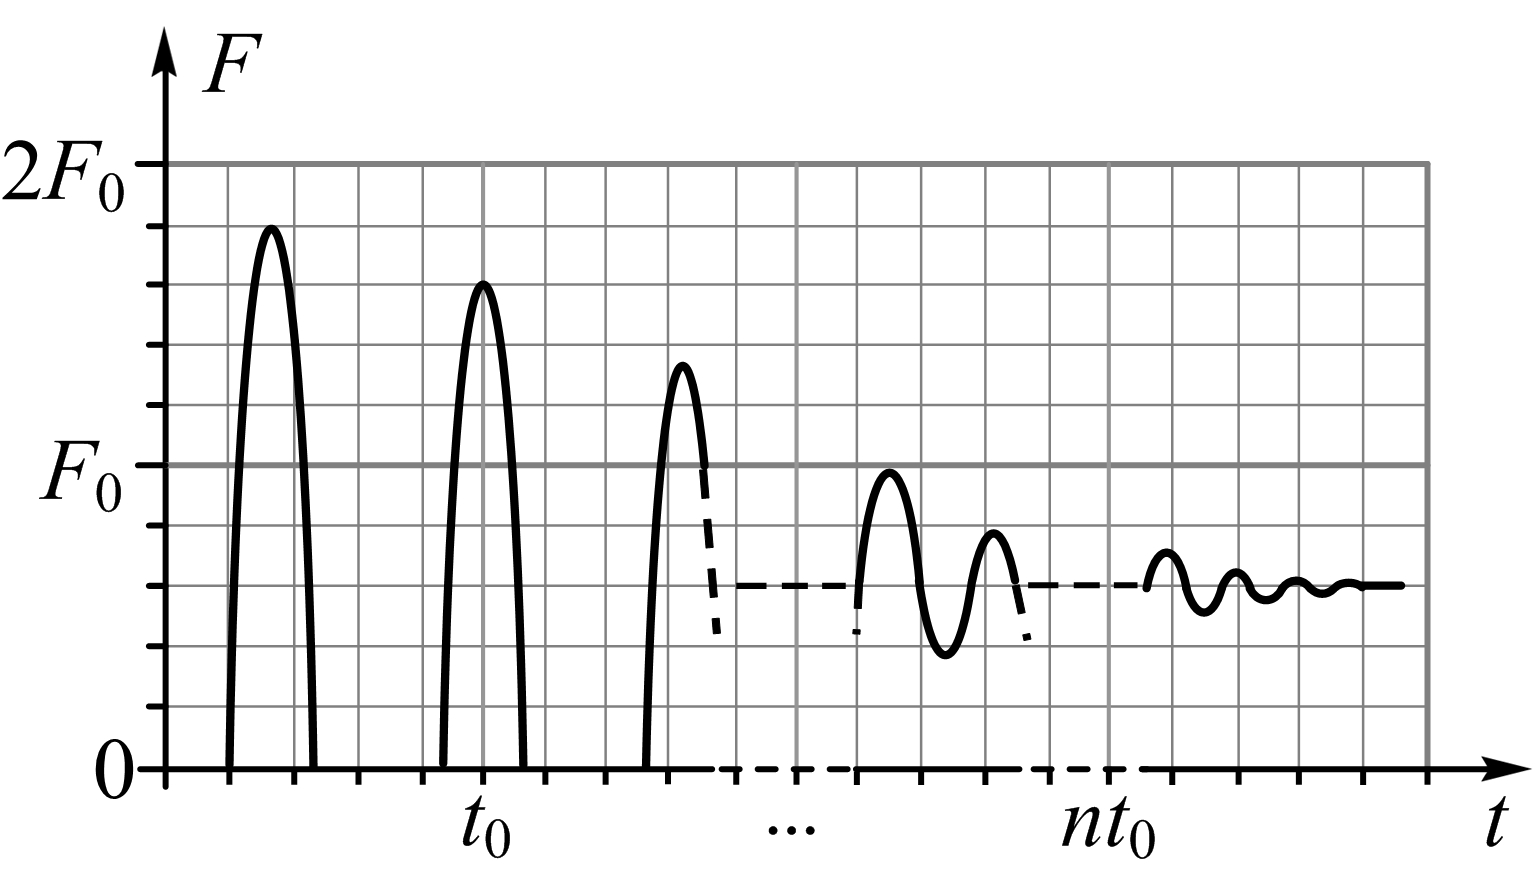 F
2F₀
F₀
0
t₀ ... nt₀ t